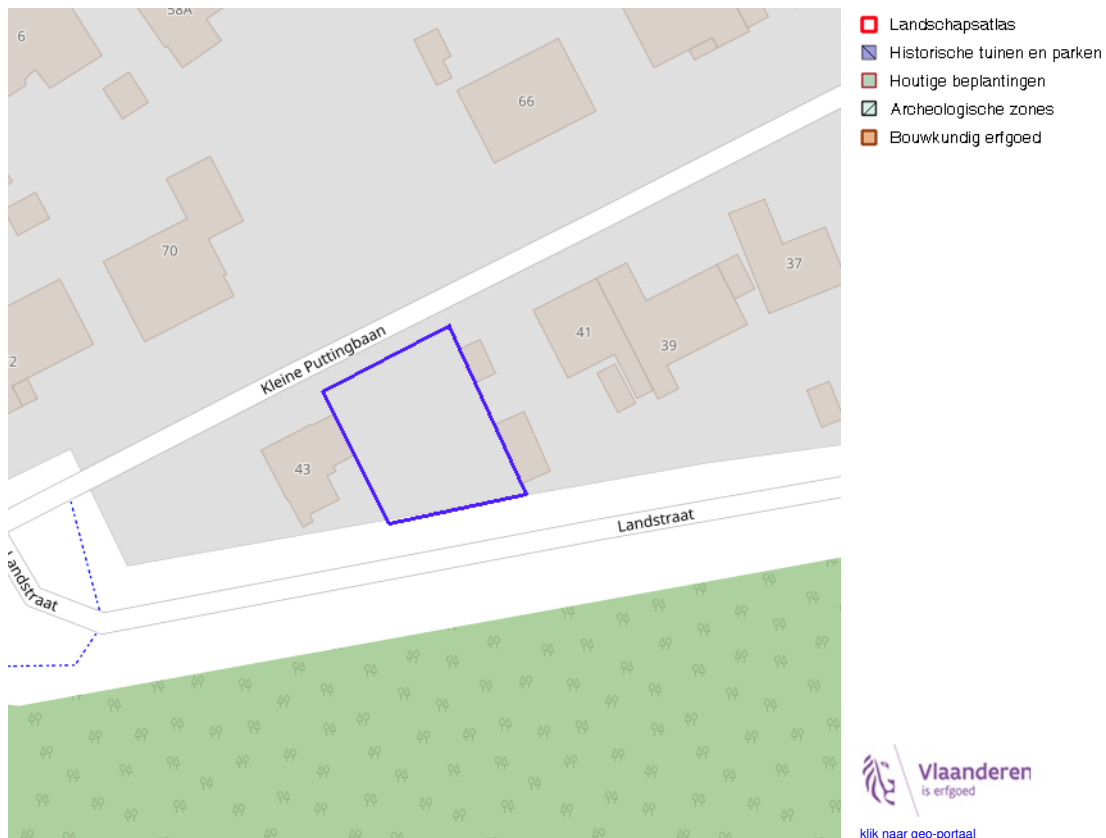 58A
6
66
70
37
41
39
2
Kleine Puttingbaan
43
Landstraat
Landstraat
Landschapsatlas
Historische tuinen en parken
Houtige beplantingen
Archeologische zones
Bouwkundig erfgoed
Vlaanderen
is erfgoed
klik naar geo-portaal